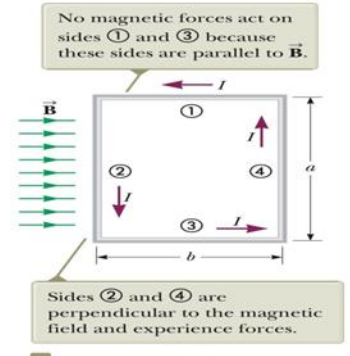 No magnetic forces act on
sides ① and ③ because
these sides are parallel to B⃗.
I
B⃗
①
I
②
④
a
I
③
I
b
Sides ② and ④ are
perpendicular to the magnetic
field and experience forces.